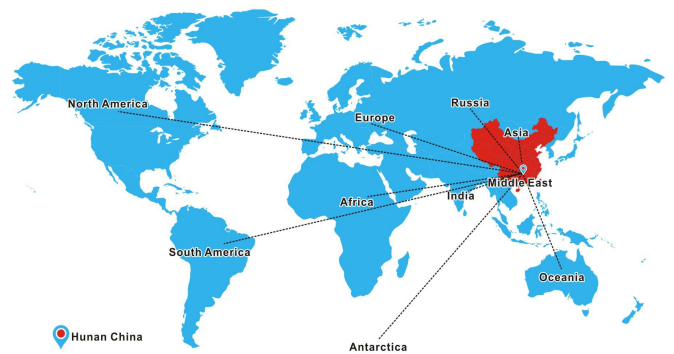 North America
Russia
Europe
Asia
Middle East
India
Africa
South America
Oceania
Hunan China
Antarctica